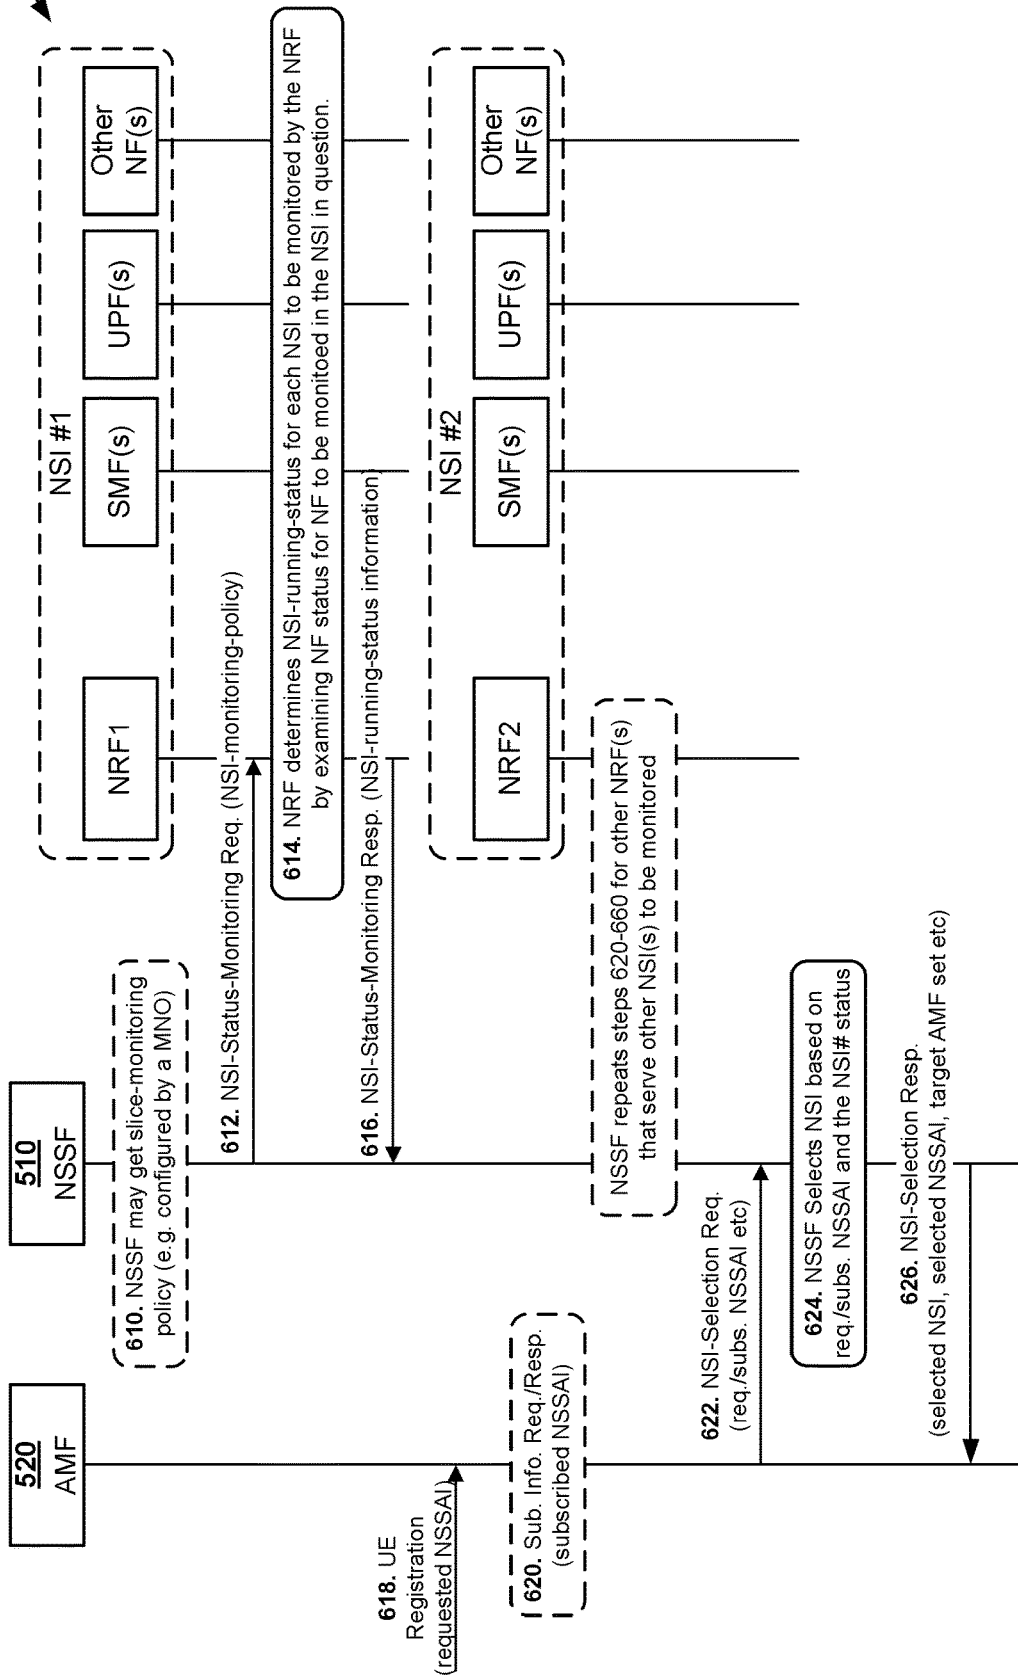 520
AMF
510
NSSF
NSI #1
NRF1
SMF(s)
UPF(s)
Other
NF(s)
610. NSSF may get slice-monitoring
policy (e.g. configured by a MNO)
612. NSI-Status-Monitoring Req. (NSI-monitoring-policy)
614. NRF determines NSI-running-status for each NSI to be monitored by the NRF
by examining NF status for NF to be monitoed in the NSI in question.
616. NSI-Status-Monitoring Resp. (NSI-running-status information)
618. UE
Registration
(requested NSSAI)
NSI #2
NRF2
SMF(s)
UPF(s)
Other
NF(s)
620. Sub. Info. Req./Resp.
(subscribed NSSAI)
NSSF repeats steps 620-660 for other NRF(s)
that serve other NSI(s) to be monitored
622. NSI-Selection Req.
(req./subs. NSSAI etc)
624. NSSF Selects NSI based on
req./subs. NSSAI and the NSI# status
626. NSI-Selection Resp.
(selected NSI, selected NSSAI, target AMF set etc)